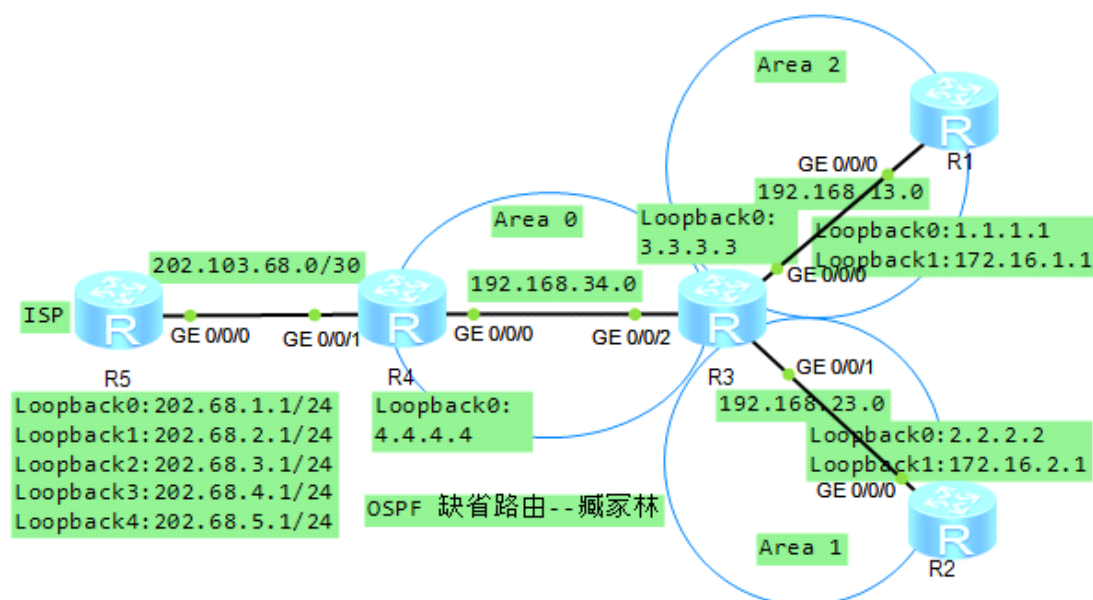 Area 2
R
R1
GE 0/0/0
192.168.13.0
Loopback0:
3.3.3.3
Loopback0:1.1.1.1
Loopback1:172.16.1.1
GE 0/0/0
Area 0
202.103.68.0/30
192.168.34.0
ISP
R
GE 0/0/0
GE 0/0/1
R
GE 0/0/0
GE 0/0/2
R
R5
R4
R3
GE 0/0/1
Loopback0:202.68.1.1/24
Loopback1:202.68.2.1/24
Loopback2:202.68.3.1/24
Loopback3:202.68.4.1/24
Loopback4:202.68.5.1/24
Loopback0:
4.4.4.4
192.168.23.0
Loopback0:2.2.2.2
Loopback1:172.16.2.1
GE 0/0/0
OSPF 缺省路由--臧冢林
R
Area 1
R2